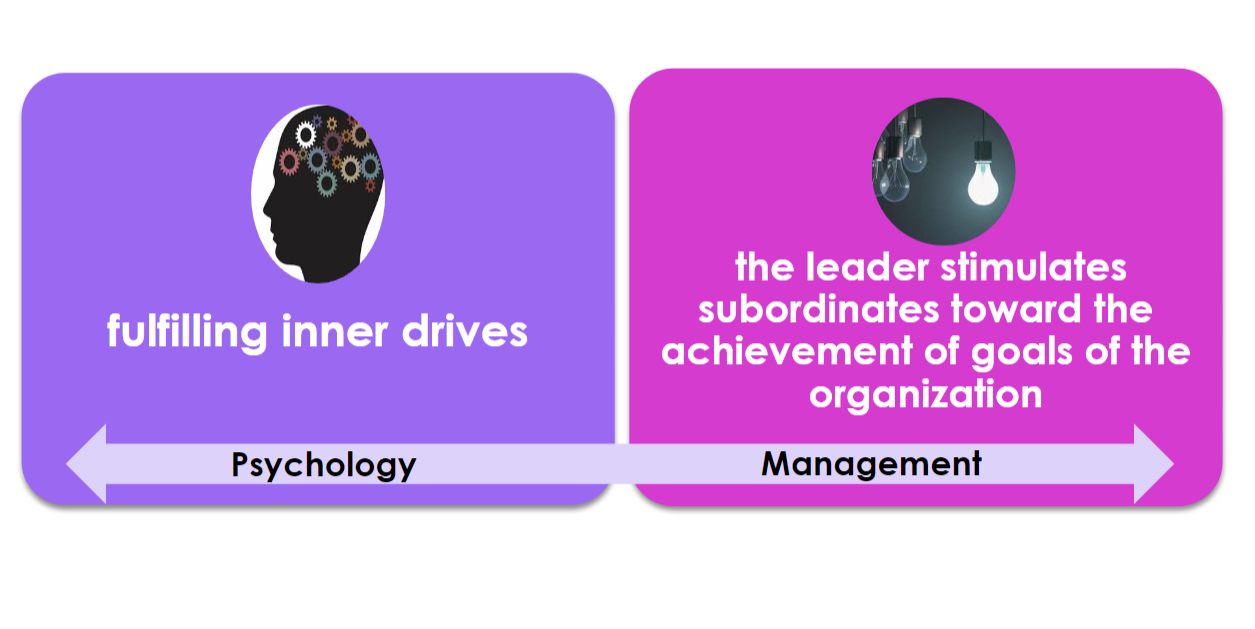 fulfilling inner drives
the leader stimulates
subordinates toward the
achievement of goals of the
organization
Psychology
Management